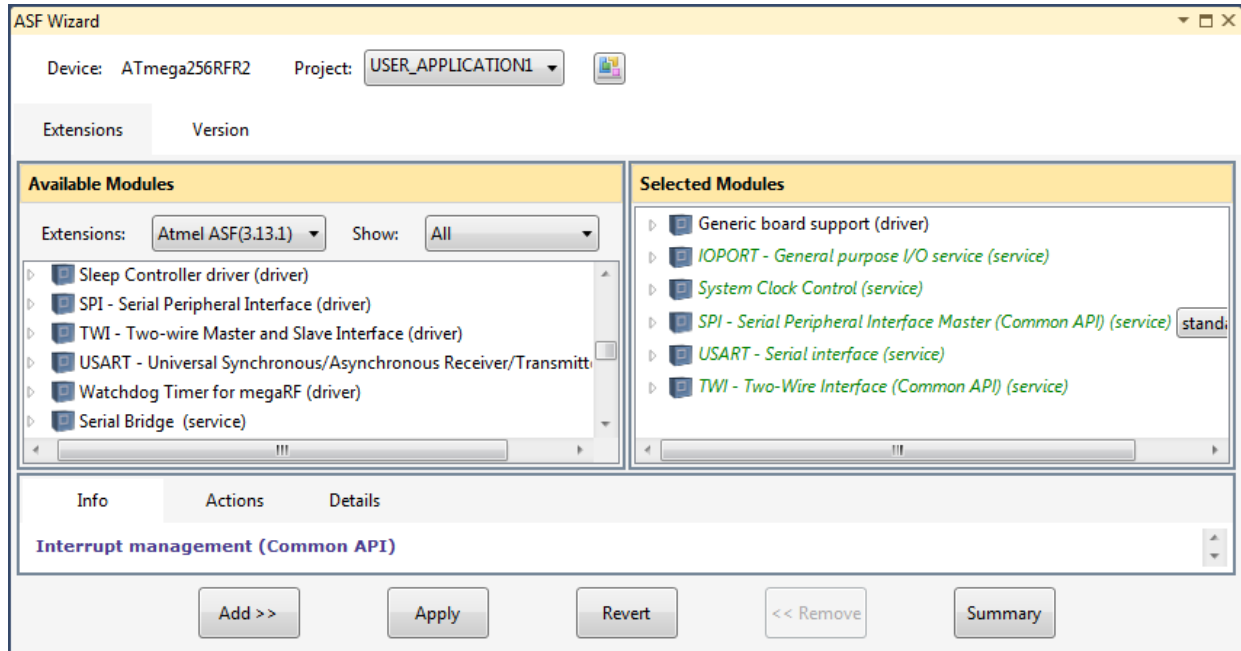 ASF Wizard
Device: ATmega256RFR2 Project: USER_APPLICATION1
Extensions Version
Available Modules
Extensions: Atmel ASF(3.13.1) Show: All
Sleep Controller driver (driver)
SPI - Serial Peripheral Interface (driver)
TWI - Two-wire Master and Slave Interface (driver)
USART - Universal Synchronous/Asynchronous Receiver/Transmitt
Watchdog Timer for megaRF (driver)
Serial Bridge (service)
Selected Modules
Generic board support (driver)
IOPORT - General purpose I/O service (service)
System Clock Control (service)
SPI - Serial Peripheral Interface Master (Common API) (service) standa
USART - Serial interface (service)
TWI - Two-Wire Interface (Common API) (service)
Info Actions Details
Interrupt management (Common API)
Add >> Apply Revert << Remove Summary